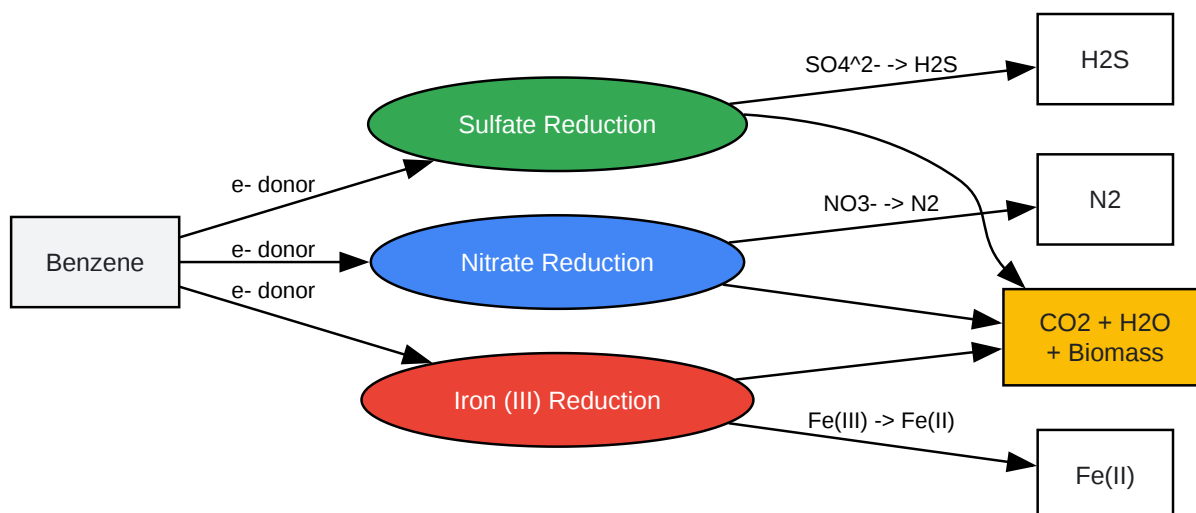 SO4^2- -> H2S
H2S
Sulfate Reduction
e- donor
NO3- -> N2
N2
Benzene
e- donor
Nitrate Reduction
e- donor
CO2 + H2O
+ Biomass
Iron (III) Reduction
Fe(III) -> Fe(II)
Fe(II)